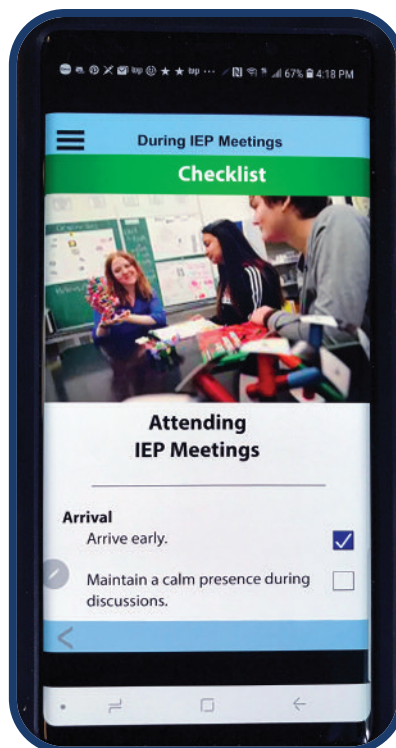 67% 4:18 PM
During IEP Meetings
Checklist
Attending
IEP Meetings
Arrival
Arrive early.
Maintain a calm presence during
discussions.